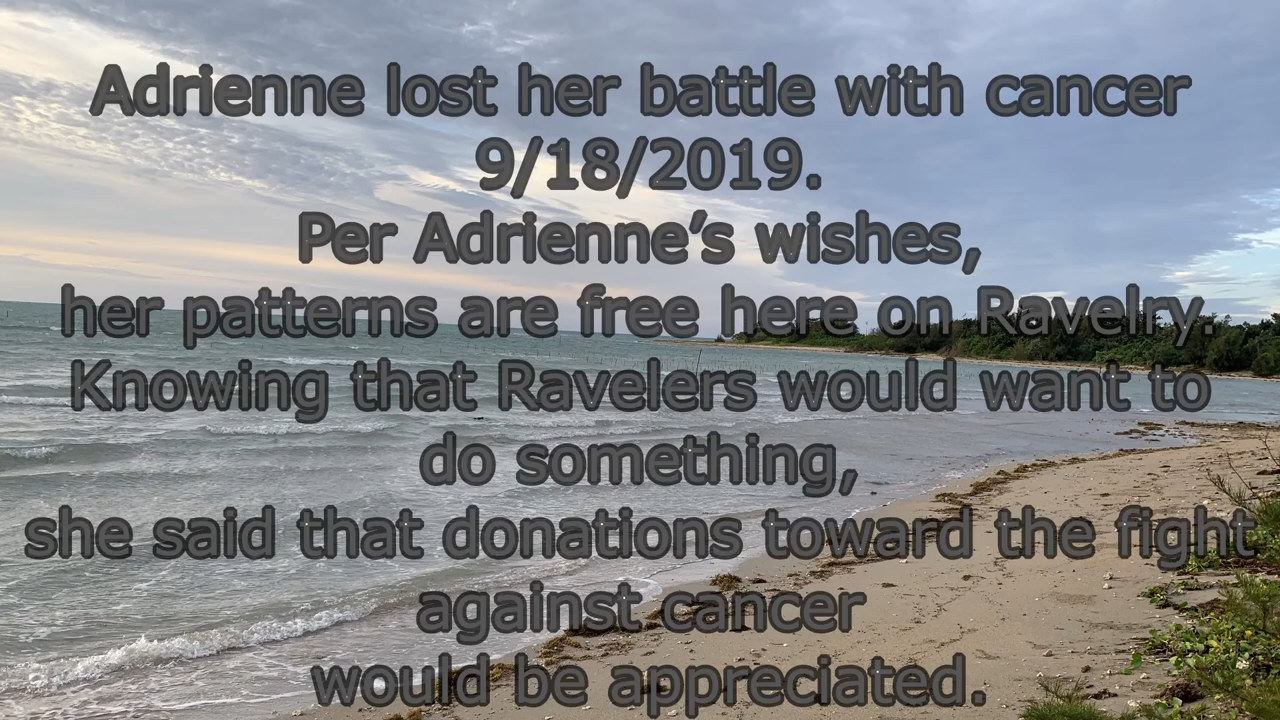 Adrienne lost her battle with cancer
9/18/2019.
Per Adrienne’s wishes,
her patterns are free here on Ravelry.
Knowing that Ravelers would want to
do something,
she said that donations toward the fight
against cancer
would be appreciated.